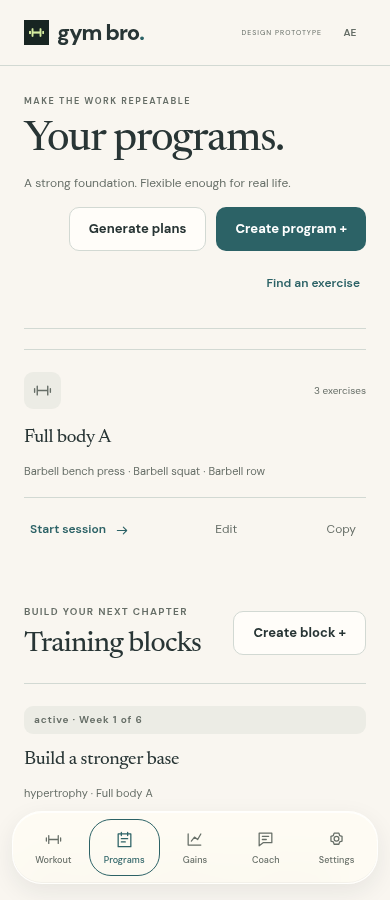 gym bro.
DESIGN PROTOTYPE
AE
MAKE THE WORK REPEATABLE
Your programs.
A strong foundation. Flexible enough for real life.
Generate plans
Create program +
Find an exercise
3 exercises
Full body A
Barbell bench press · Barbell squat · Barbell row
Start session →
Edit
Copy
BUILD YOUR NEXT CHAPTER
Training blocks
Create block +
active · Week 1 of 6
Build a stronger base
hypertrophy · Full body A
Workout
Programs
Gains
Coach
Settings